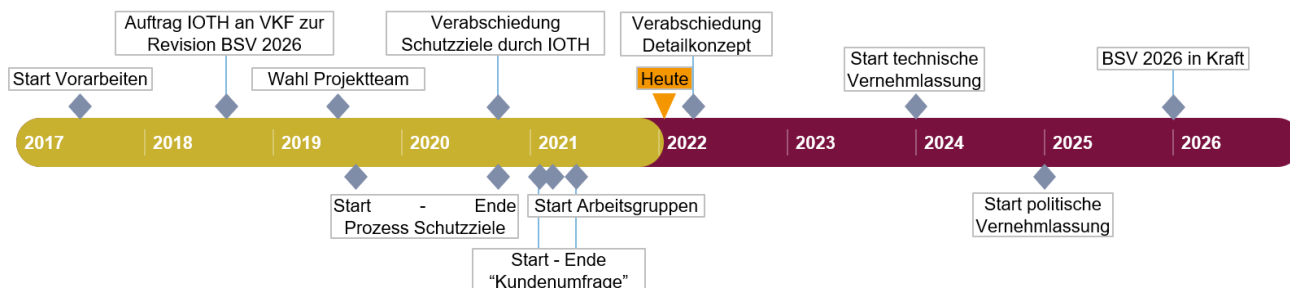 Auftrag IOTH an VKF zur
Revision BSV 2026
Verabschiedung
Schutzziele durch IOTH
Verabschiedung
Detailkonzept
Start technische
Vernehmlassung
BSV 2026 in Kraft
Start Vorarbeiten
Wahl Projektteam
Heute
2017
2018
2019
2020
2021
2022
2023
2024
2025
2026
Start - Ende
Prozess Schutzziele
Start Arbeitsgruppen
Start politische
Vernehmlassung
Start - Ende
“Kundenumfrage”